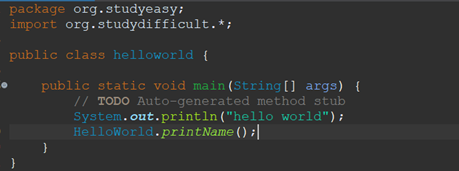 package org.studyeasy;
import org.studydifficult.*;
public class helloworld {
public static void main(String[] args) {
// TODO Auto-generated method stub
System.out.println("hello world");
HelloWorld.printName();
}
}